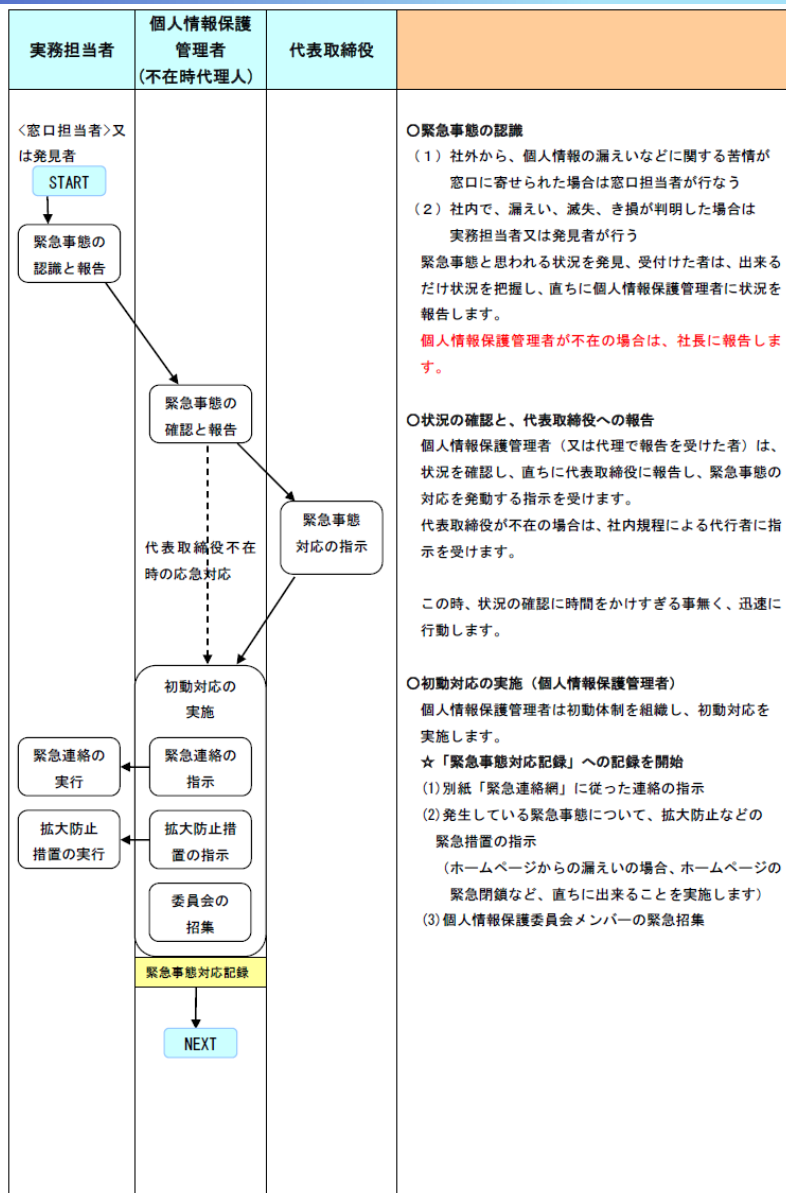 実務担当者
個人情報保護
管理者
(不在時代理人)
代表取締役
<窓口担当者>又
は発見者
START
緊急事態の
認識と報告
緊急事態の
確認と報告
緊急事態
対応の指示
代表取締役不在
時の応急対応
初動対応の
実施
緊急連絡の
実行
緊急連絡の
指示
拡大防止
措置の実行
拡大防止措
置の指示
委員会の
招集
緊急事態対応記録
NEXT
○緊急事態の認識
(1)社外から、個人情報の漏えいなどに関する苦情が
窓口に寄せられた場合は窓口担当者が行なう
(2)社内で、漏えい、滅失、き損が判明した場合は
実務担当者又は発見者が行う
緊急事態と思われる状況を発見、受付けた者は、出来る
だけ状況を把握し、直ちに個人情報保護管理者に状況を
報告します。
個人情報保護管理者が不在の場合は、社長に報告しま
す。
○状況の確認と、代表取締役への報告
個人情報保護管理者(又は代理で報告を受けた者)は、
状況を確認し、直ちに代表取締役に報告し、緊急事態の
対応を発動する指示を受けます。
代表取締役が不在の場合は、社内規程による代行者に指
示を受けます。
この時、状況の確認に時間をかけすぎる事無く、迅速に
行動します。
○初動対応の実施(個人情報保護管理者)
個人情報保護管理者は初動体制を組織し、初動対応を
実施します。
☆「緊急事態対応記録」への記録を開始
(1)別紙「緊急連絡網」に従った連絡の指示
(2)発生している緊急事態について、拡大防止などの
緊急措置の指示
(ホームページからの漏えいの場合、ホームページの
緊急閉鎖など、直ちに出来ることを実施します)
(3)個人情報保護委員会メンバーの緊急招集